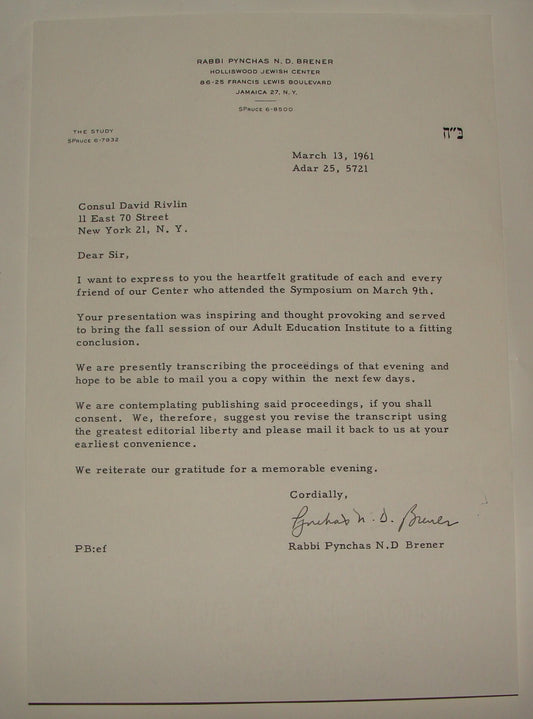 RABBI PYNCHAS N. D. BRENER
HOLLISWOOD JEWISH CENTER
86-25 FRANCIS LEWIS BOULEVARD
JAMAICA 27, N. Y.
SPRUCE 6-8500
THE STUDY
SPRUCE 6-7932
ב״ה
March 13, 1961
Adar 25, 5721
Consul David Rivlin
11 East 70 Street
New York 21, N. Y.
Dear Sir,
I want to express to you the heartfelt gratitude of each and every
friend of our Center who attended the Symposium on March 9th.
Your presentation was inspiring and thought provoking and served
to bring the fall session of our Adult Education Institute to a fitting
conclusion.
We are presently transcribing the proceedings of that evening and
hope to be able to mail you a copy within the next few days.
We are contemplating publishing said proceedings, if you shall
consent. We, therefore, suggest you revise the transcript using
the greatest editorial liberty and please mail it back to us at your
earliest convenience.
We reiterate our gratitude for a memorable evening.
Cordially,
Pynchas N. D. Brener
Rabbi Pynchas N.D Brener
PB:ef